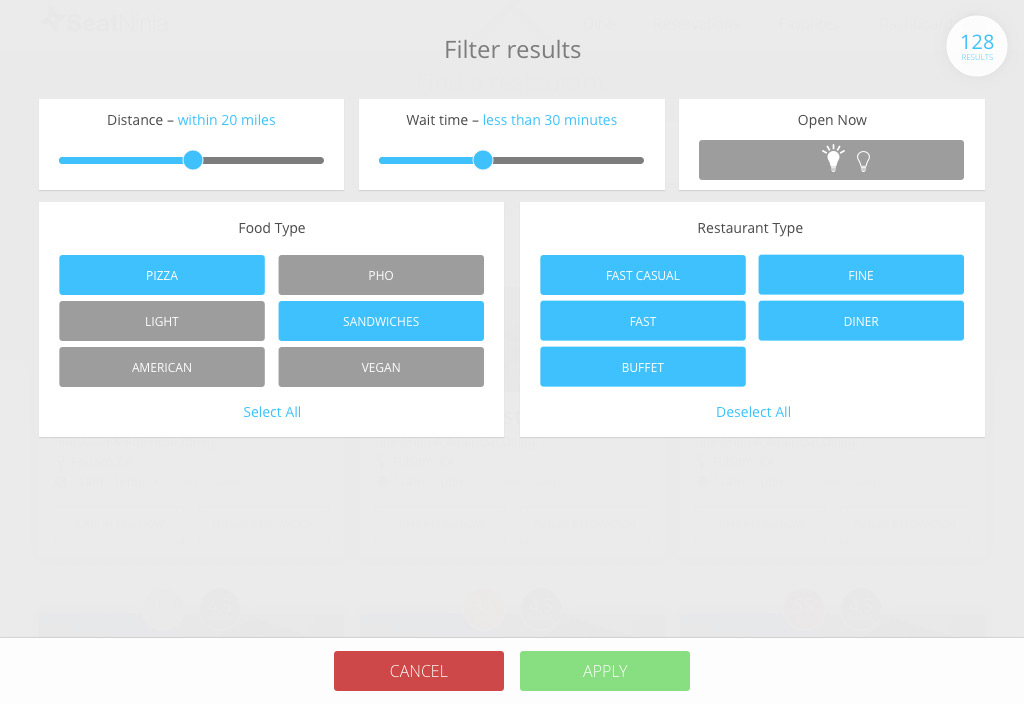 Filter results
128
RESULTS
Distance – within 20 miles
Wait time – less than 30 minutes
Open Now
Food Type
PIZZA
PHO
LIGHT
SANDWICHES
AMERICAN
VEGAN
Select All
Restaurant Type
FAST CASUAL
FINE
FAST
DINER
BUFFET
Deselect All
CANCEL
APPLY